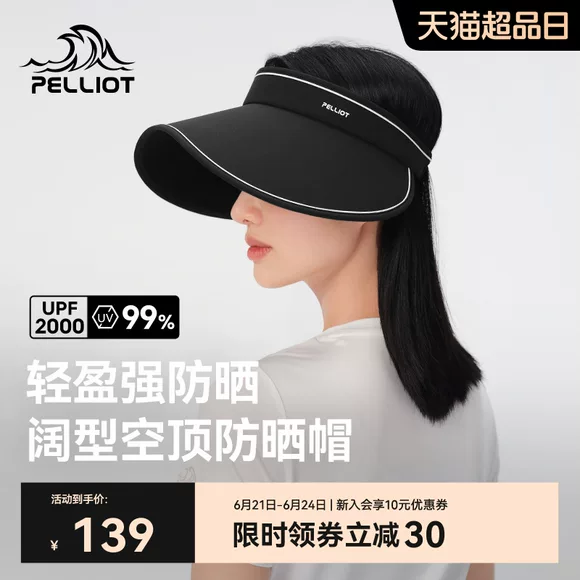 PELLIOT
天猫超品日
PELLIOT
UPF
2000
UV
99%
轻盈强防晒
阔型空顶防晒帽
活动到手价:
¥ 139
6月21日-6月24日 | 新入会享10元优惠券
限时领券立减30